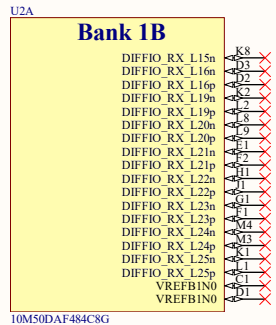 U2A
Bank 1B
DIFFIO_RX_L15n K8
DIFFIO_RX_L16n D3
DIFFIO_RX_L16p D2
DIFFIO_RX_L19n K2
DIFFIO_RX_L19p L2
DIFFIO_RX_L20n L8
DIFFIO_RX_L20p L9
DIFFIO_RX_L21n E1
DIFFIO_RX_L21p F2
DIFFIO_RX_L22n H1
DIFFIO_RX_L22p J1
DIFFIO_RX_L23n G1
DIFFIO_RX_L23p F1
DIFFIO_RX_L24n M4
DIFFIO_RX_L24p M3
DIFFIO_RX_L25n K1
DIFFIO_RX_L25p L1
VREFB1N0 C1
VREFB1N0 D1
10M50DAF484C8G